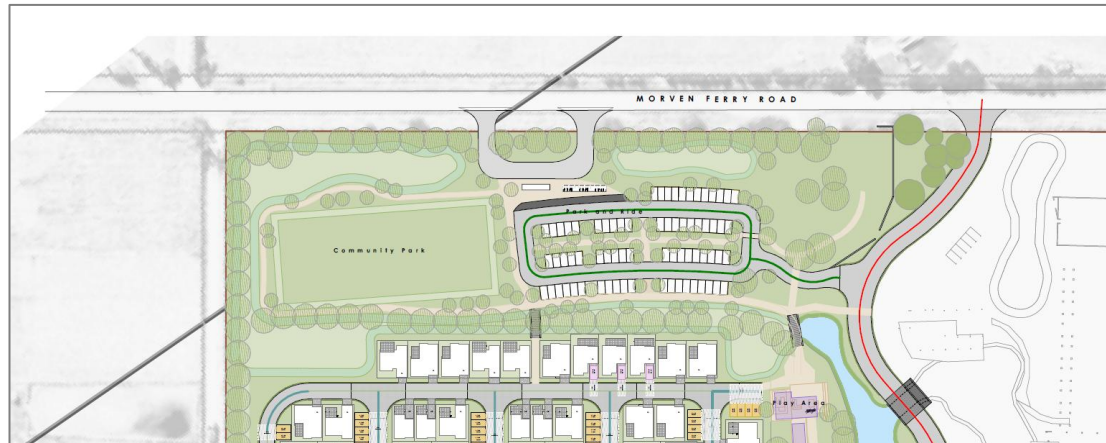 MORVEN FERRY ROAD
Park and Ride
Community Park
Play Area